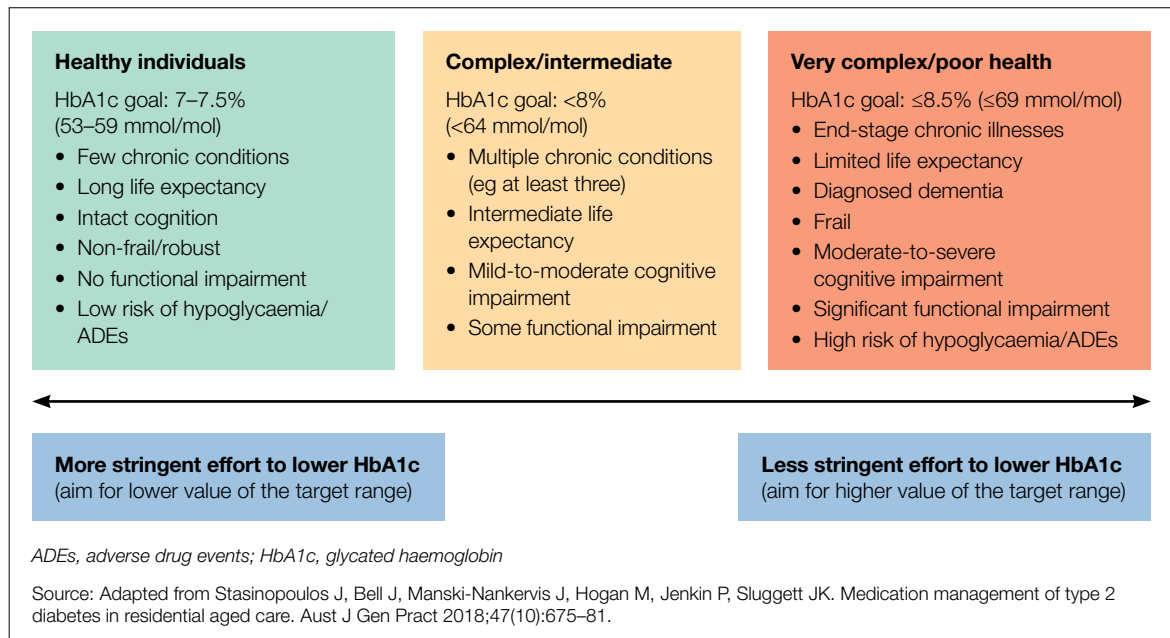 Healthy individuals
HbA1c goal: 7–7.5%
(53–59 mmol/mol)
• Few chronic conditions
• Long life expectancy
• Intact cognition
• Non-frail/robust
• No functional impairment
• Low risk of hypoglycaemia/
ADEs
Complex/intermediate
HbA1c goal: <8%
(<64 mmol/mol)
• Multiple chronic conditions
(eg at least three)
• Intermediate life
expectancy
• Mild-to-moderate cognitive
impairment
• Some functional impairment
Very complex/poor health
HbA1c goal: ≤8.5% (≤69 mmol/mol)
• End-stage chronic illnesses
• Limited life expectancy
• Diagnosed dementia
• Frail
• Moderate-to-severe
cognitive impairment
• Significant functional impairment
• High risk of hypoglycaemia/ADEs
More stringent effort to lower HbA1c
(aim for lower value of the target range)
Less stringent effort to lower HbA1c
(aim for higher value of the target range)
ADEs, adverse drug events; HbA1c, glycated haemoglobin
Source: Adapted from Stasinopoulos J, Bell J, Manski-Nankervis J, Hogan M, Jenkin P, Sluggett JK. Medication management of type 2
diabetes in residential aged care. Aust J Gen Pract 2018;47(10):675–81.